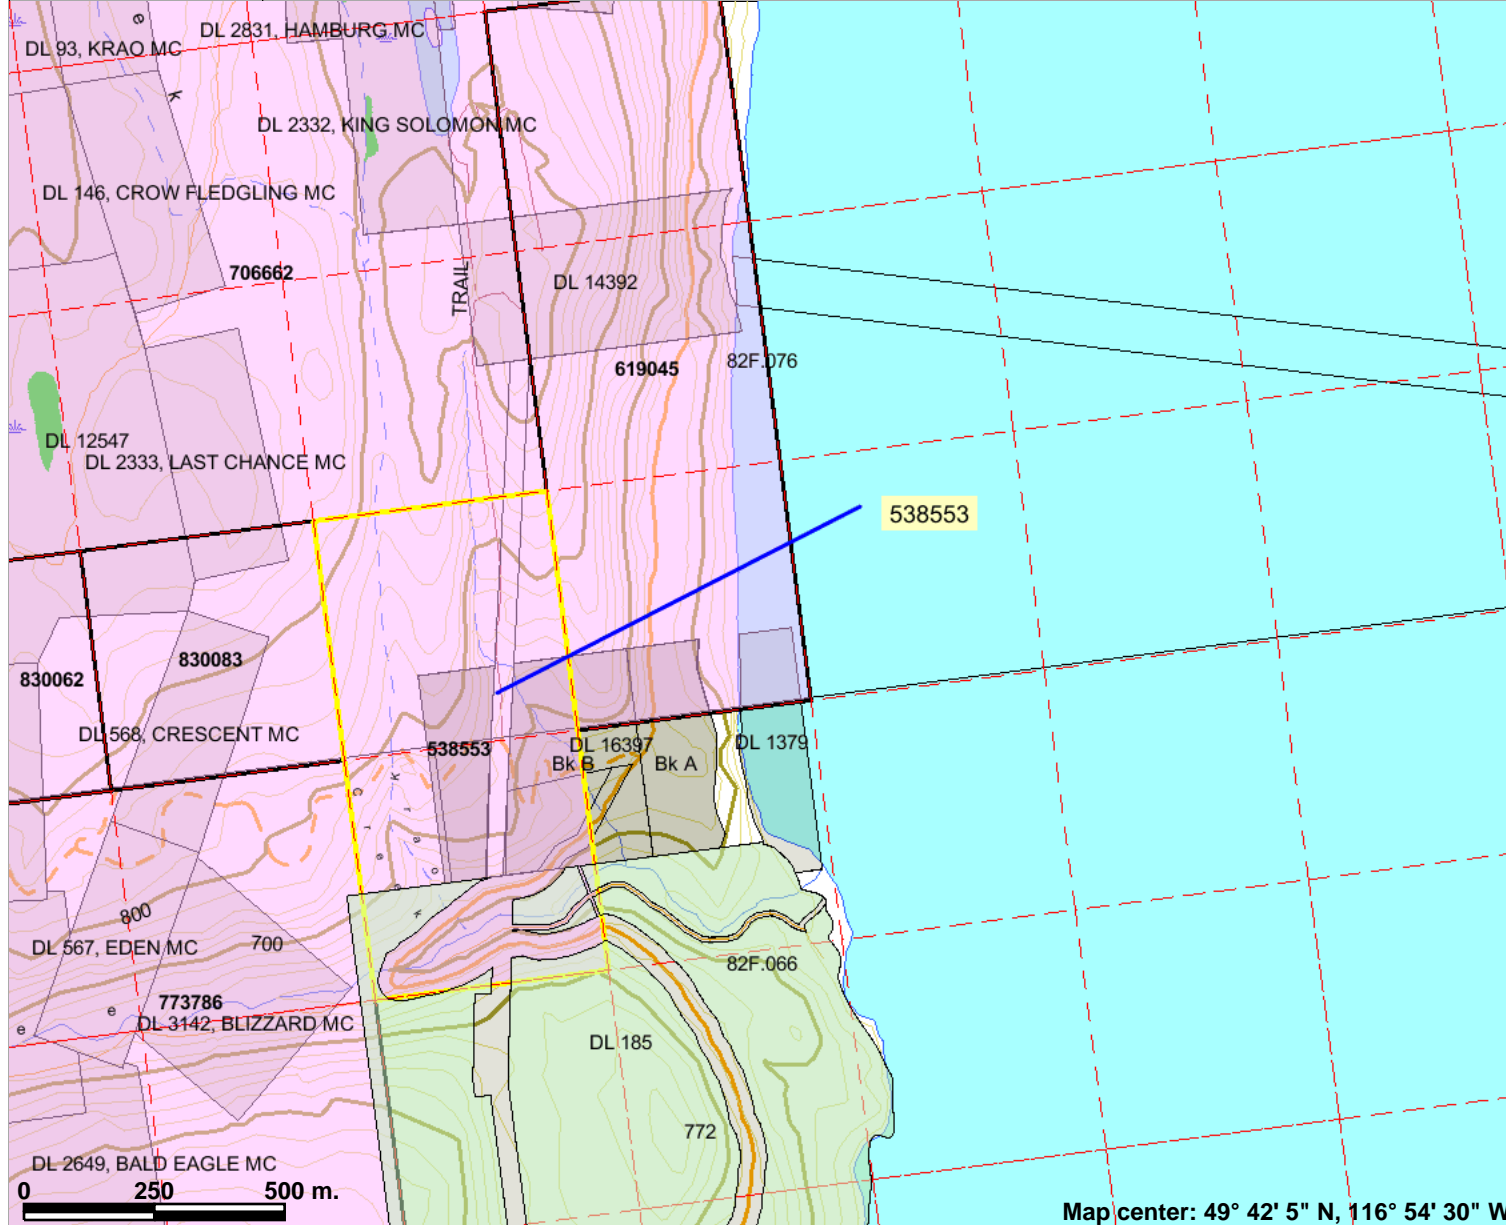 DL 2831, HAMBURG MC
e
DL 93, KRAO MC
k
DL 2332, KING SOLOMON MC
DL 146, CROW FLEDGLING MC
706662
TRAIL
DL 14392
619045
82F.076
DL 12547
DL 2333, LAST CHANCE MC
538553
830083
830062
DL 568, CRESCENT MC
538553
DL 16397
DL 1379
Bk B
Bk A
K
r
a
o
C
r
e
e
k
800
700
DL 567, EDEN MC
82F.066
773786
e
e
DL 3142, BLIZZARD MC
DL 185
772
DL 2649, BALD EAGLE MC
0 250 500 m.
Map center: 49° 42' 5" N, 116° 54' 30" W